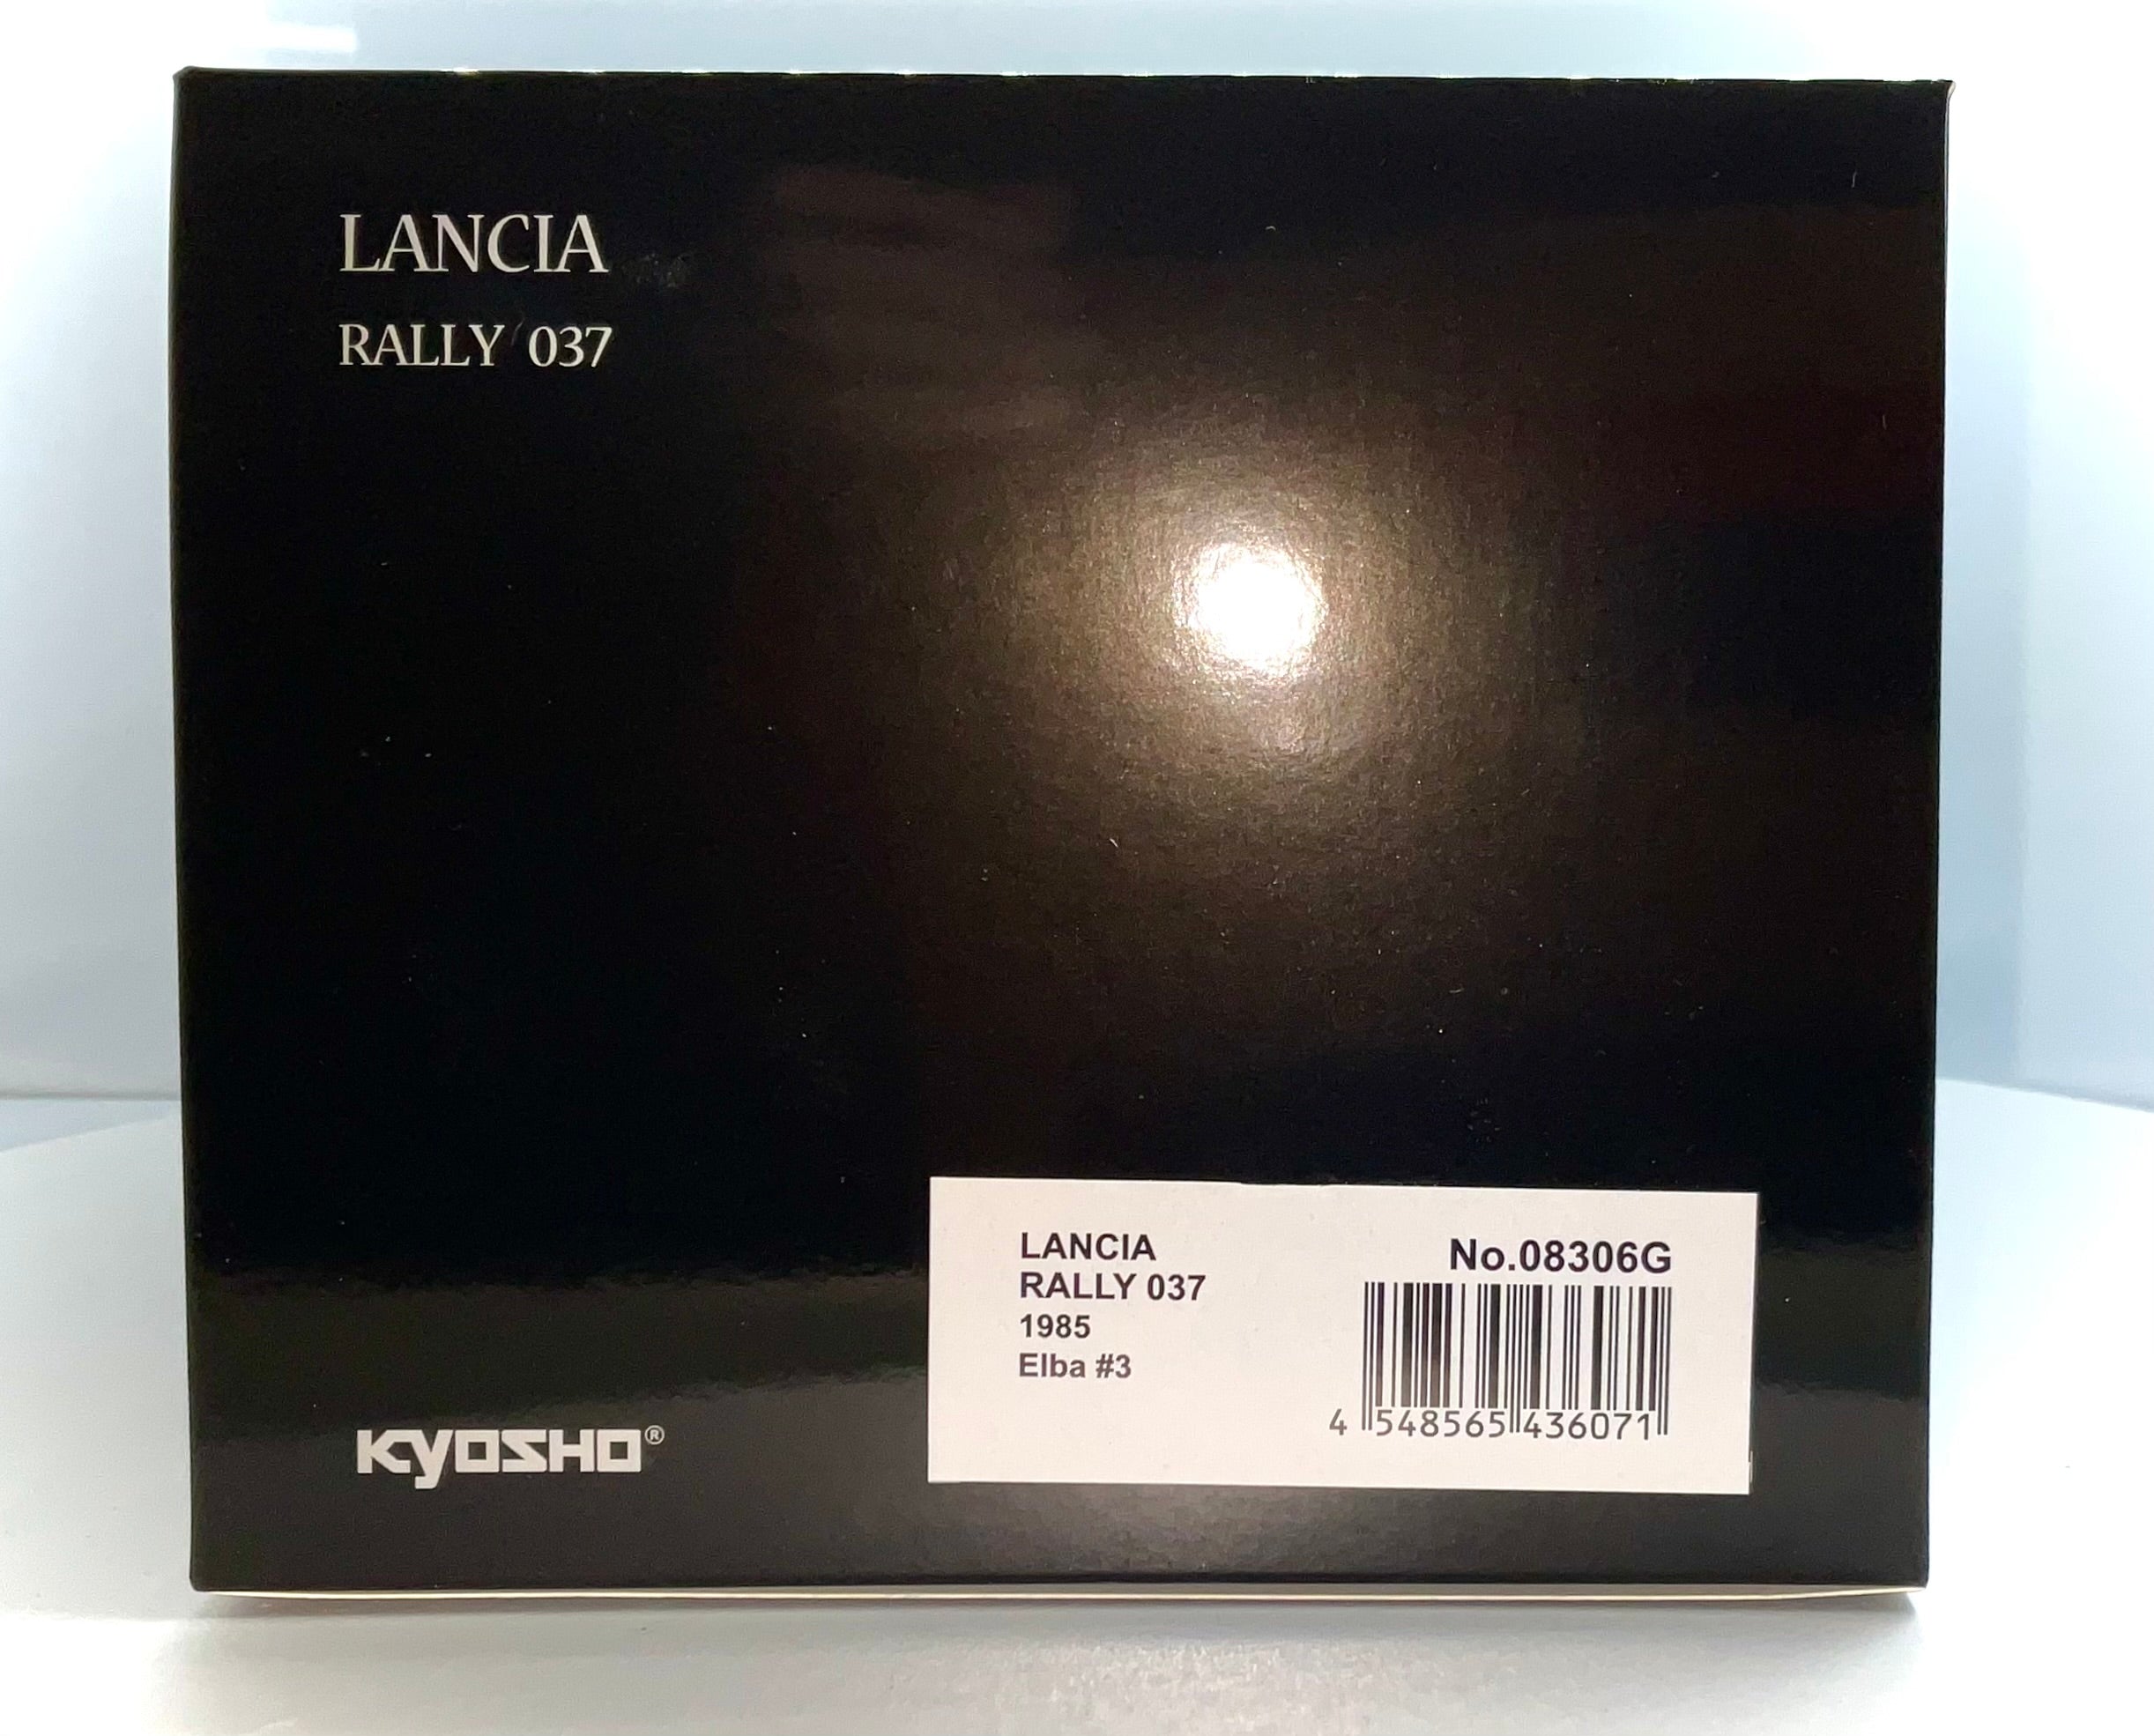 LANCIA
RALLY 037
LANCIA
RALLY 037
1985
Elba #3
No.08306G
4 548565 436071
KYOSHO®